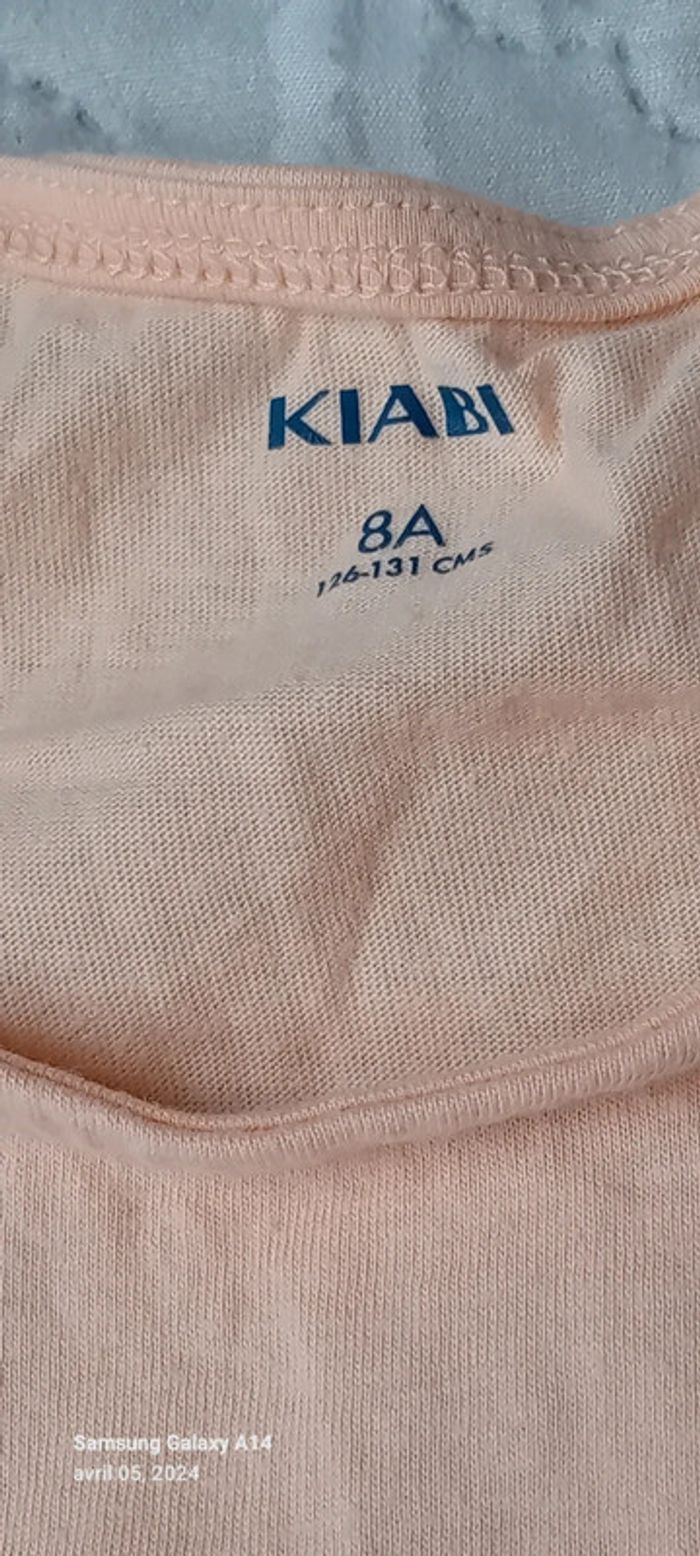 KIABI
8A
126-131 CMS
Samsung Galaxy A14
avril 05, 2024